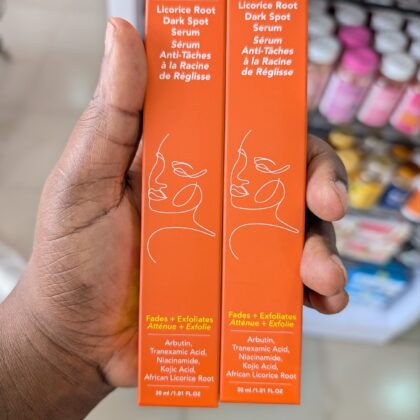 Licorice Root
Dark Spot
Serum
Sérum
Anti-Tâches
à la Racine
de Réglisse
Fades + Exfoliates
Atténue + Exfolie
Arbutin,
Tranexamic Acid,
Niacinamide,
Kojic Acid,
African Licorice Root
30 ml/1.01 FL OZ
Licorice Root
Dark Spot
Serum
Sérum
Anti-Tâches
à la Racine
de Réglisse
Fades + Exfoliates
Atténue + Exfolie
Arbutin,
Tranexamic Acid,
Niacinamide,
Kojic Acid,
African Licorice Root
30 ml/1.01 FL OZ